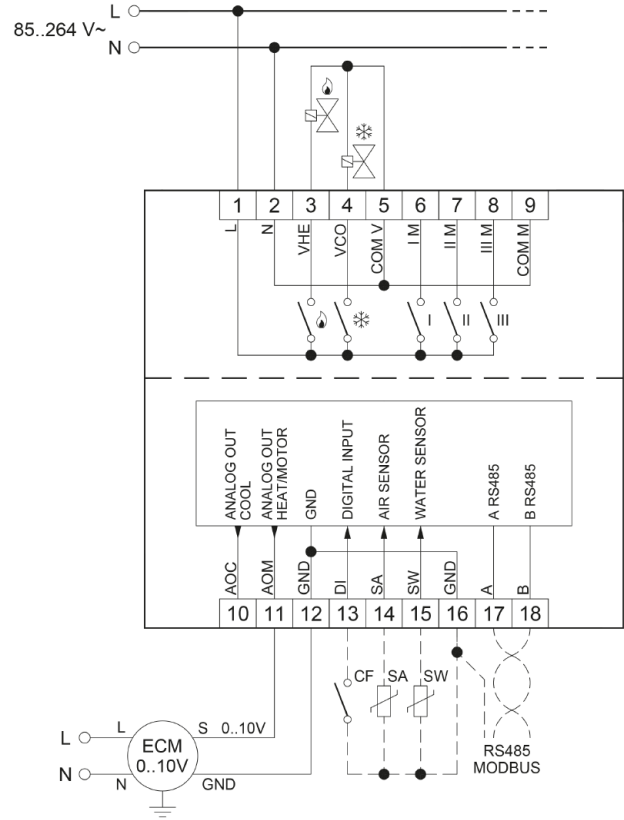 L
85..264 V~
N
1 2 3 4 5 6 7 8 9
L N VHE VCO COM V I M II M III M COM M
I II III
ANALOG OUT
COOL
ANALOG OUT
HEAT/MOTOR
GND
DIGITAL INPUT
AIR SENSOR
WATER SENSOR
A RS485
B RS485
AOC AOM GND DI SA SW GND A B
10 11 12 13 14 15 16 17 18
CF SA SW
L L S 0..10V
ECM
0..10V
N N GND
RS485
MODBUS